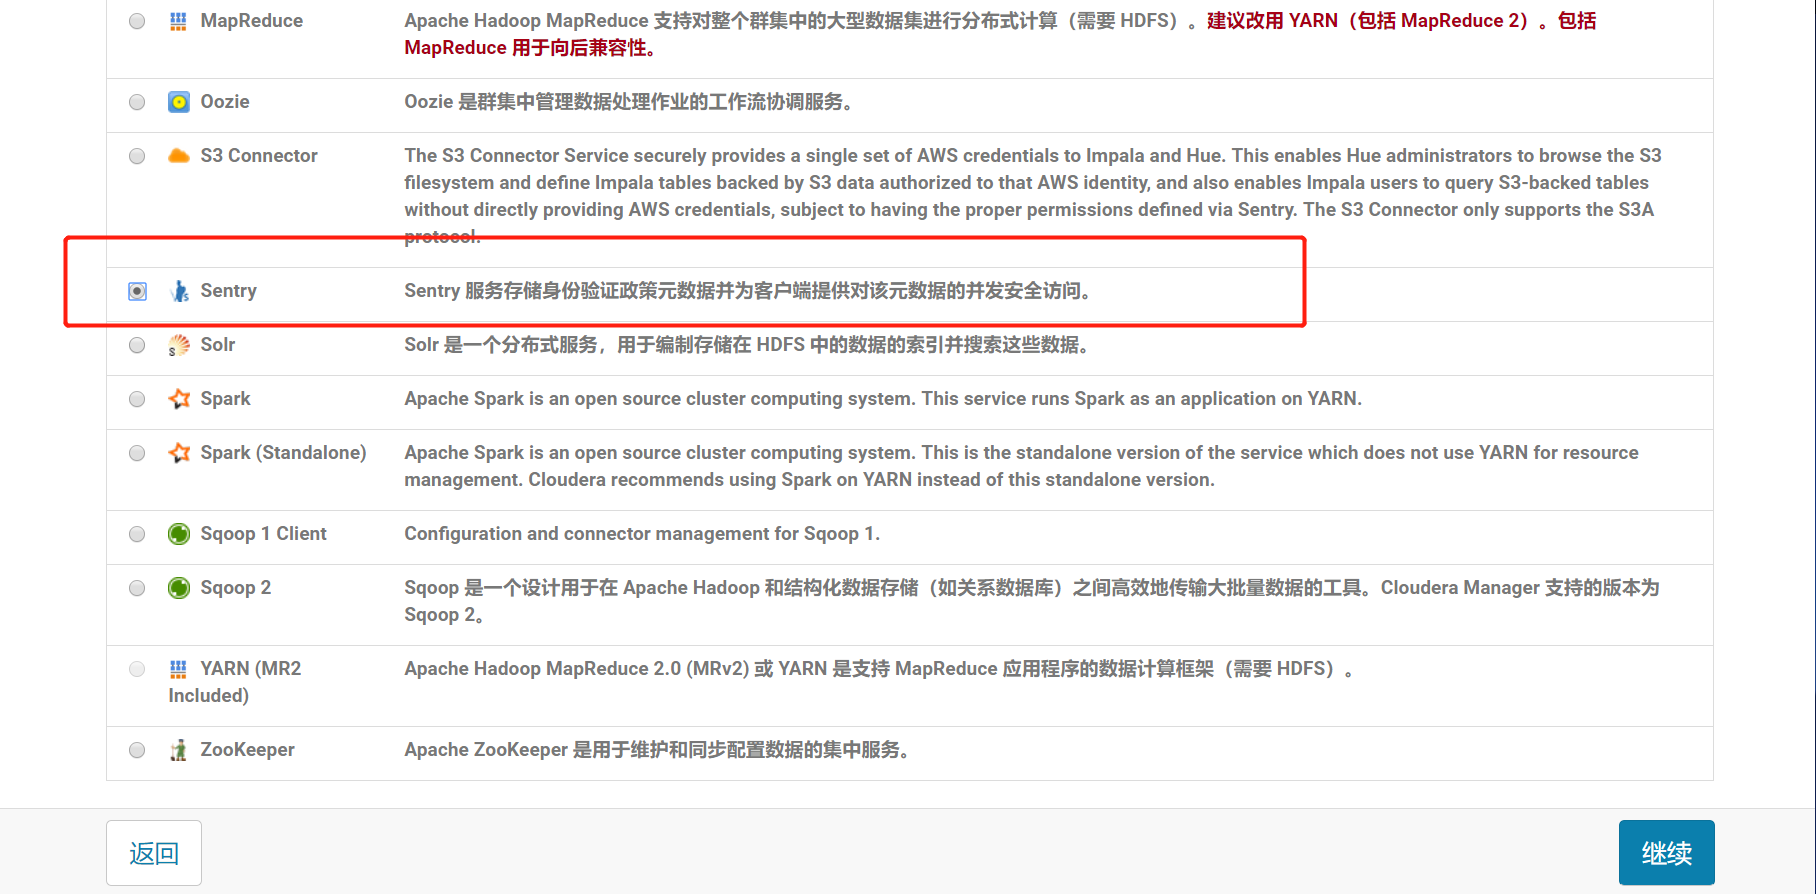 MapReduce
Apache Hadoop MapReduce 支持对整个群集中的大型数据集进行分布式计算（需要 HDFS）。建议改用 YARN（包括 MapReduce 2）。包括
MapReduce 用于向后兼容性。
Oozie
Oozie 是群集中管理数据处理作业的工作流协调服务。
S3 Connector
The S3 Connector Service securely provides a single set of AWS credentials to Impala and Hue. This enables Hue administrators to browse the S3
filesystem and define Impala tables backed by S3 data authorized to that AWS identity, and also enables Impala users to query S3-backed tables
without directly providing AWS credentials, subject to having the proper permissions defined via Sentry. The S3 Connector only supports the S3A
protocol.
Sentry
Sentry 服务存储身份验证政策元数据并为客户端提供对该元数据的并发安全访问。
Solr
Solr 是一个分布式服务，用于编制存储在 HDFS 中的数据的索引并搜索这些数据。
Spark
Apache Spark is an open source cluster computing system. This service runs Spark as an application on YARN.
Spark (Standalone)
Apache Spark is an open source cluster computing system. This is the standalone version of the service which does not use YARN for resource
management. Cloudera recommends using Spark on YARN instead of this standalone version.
Sqoop 1 Client
Configuration and connector management for Sqoop 1.
Sqoop 2
Sqoop 是一个设计用于在 Apache Hadoop 和结构化数据存储（如关系数据库）之间高效地传输大批量数据的工具。Cloudera Manager 支持的版本为
Sqoop 2。
YARN (MR2
Included)
Apache Hadoop MapReduce 2.0 (MRv2) 或 YARN 是支持 MapReduce 应用程序的数据计算框架（需要 HDFS）。
ZooKeeper
Apache ZooKeeper 是用于维护和同步配置数据的集中服务。
返回
继续